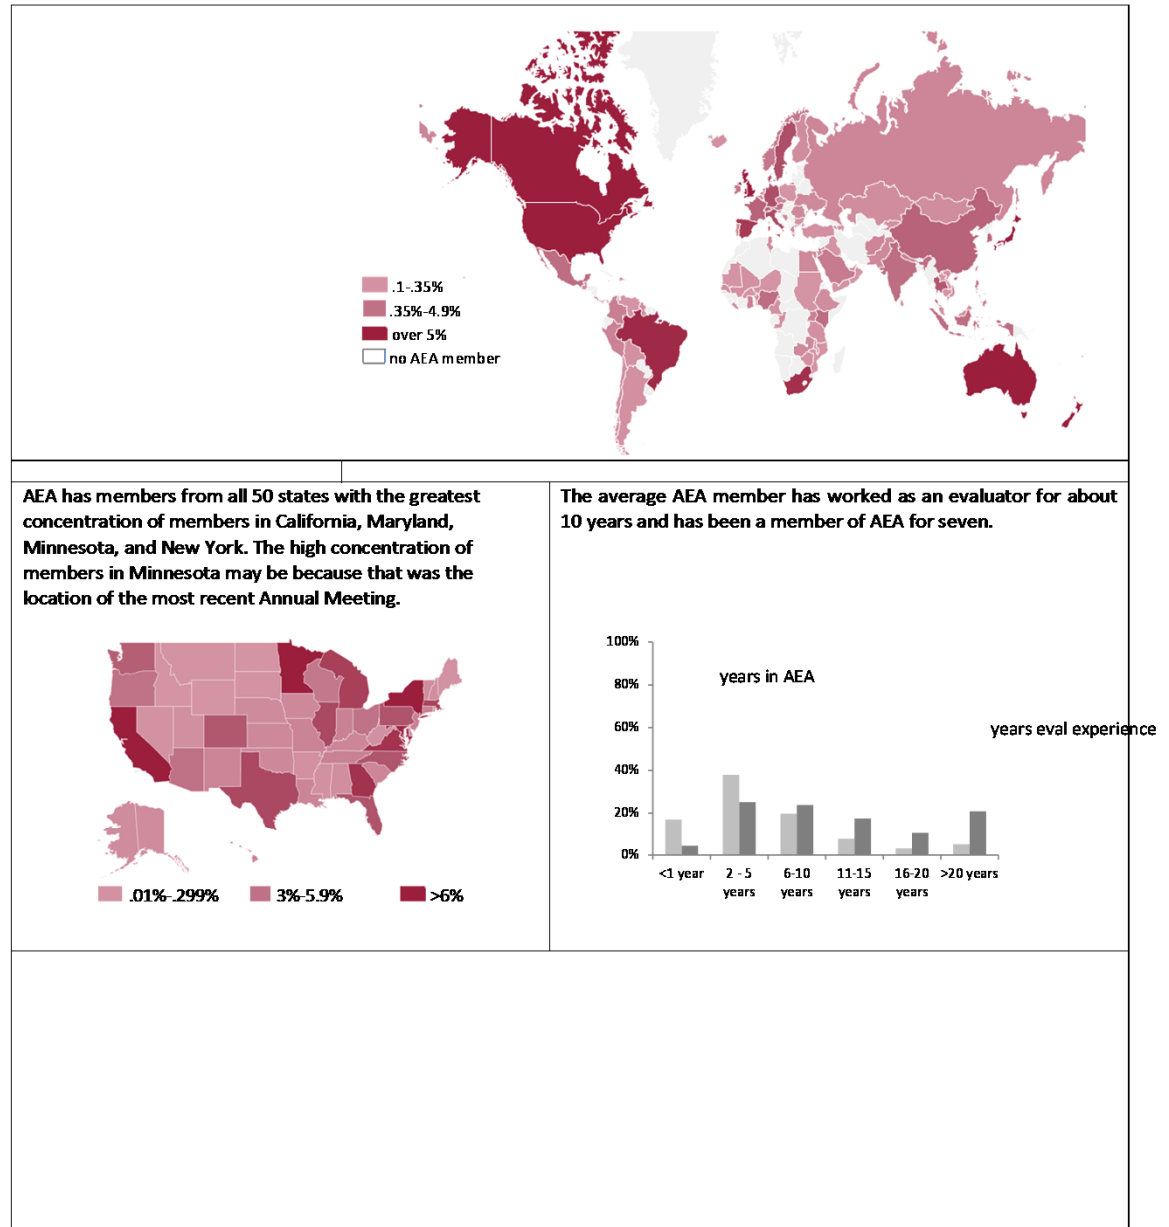 .1-.35%
.35%-4.9%
over 5%
no AEA member
AEA has members from all 50 states with the greatest
concentration of members in California, Maryland,
Minnesota, and New York. The high concentration of
members in Minnesota may be because that was the
location of the most recent Annual Meeting.
.01%-.299%
3%-5.9%
>6%
The average AEA member has worked as an evaluator for about
10 years and has been a member of AEA for seven.
100%
80%
60%
40%
20%
0%
years in AEA
years eval experience
<1 year
2 - 5
years
6-10
years
11-15
years
16-20
years
>20 years